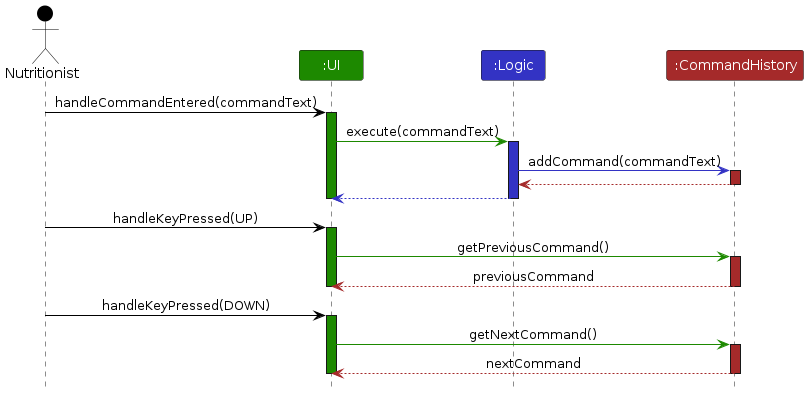 Nutritionist
:UI
:Logic
:CommandHistory
handleCommandEntered(commandText)
execute(commandText)
addCommand(commandText)
handleKeyPressed(UP)
getPreviousCommand()
previousCommand
handleKeyPressed(DOWN)
getNextCommand()
nextCommand